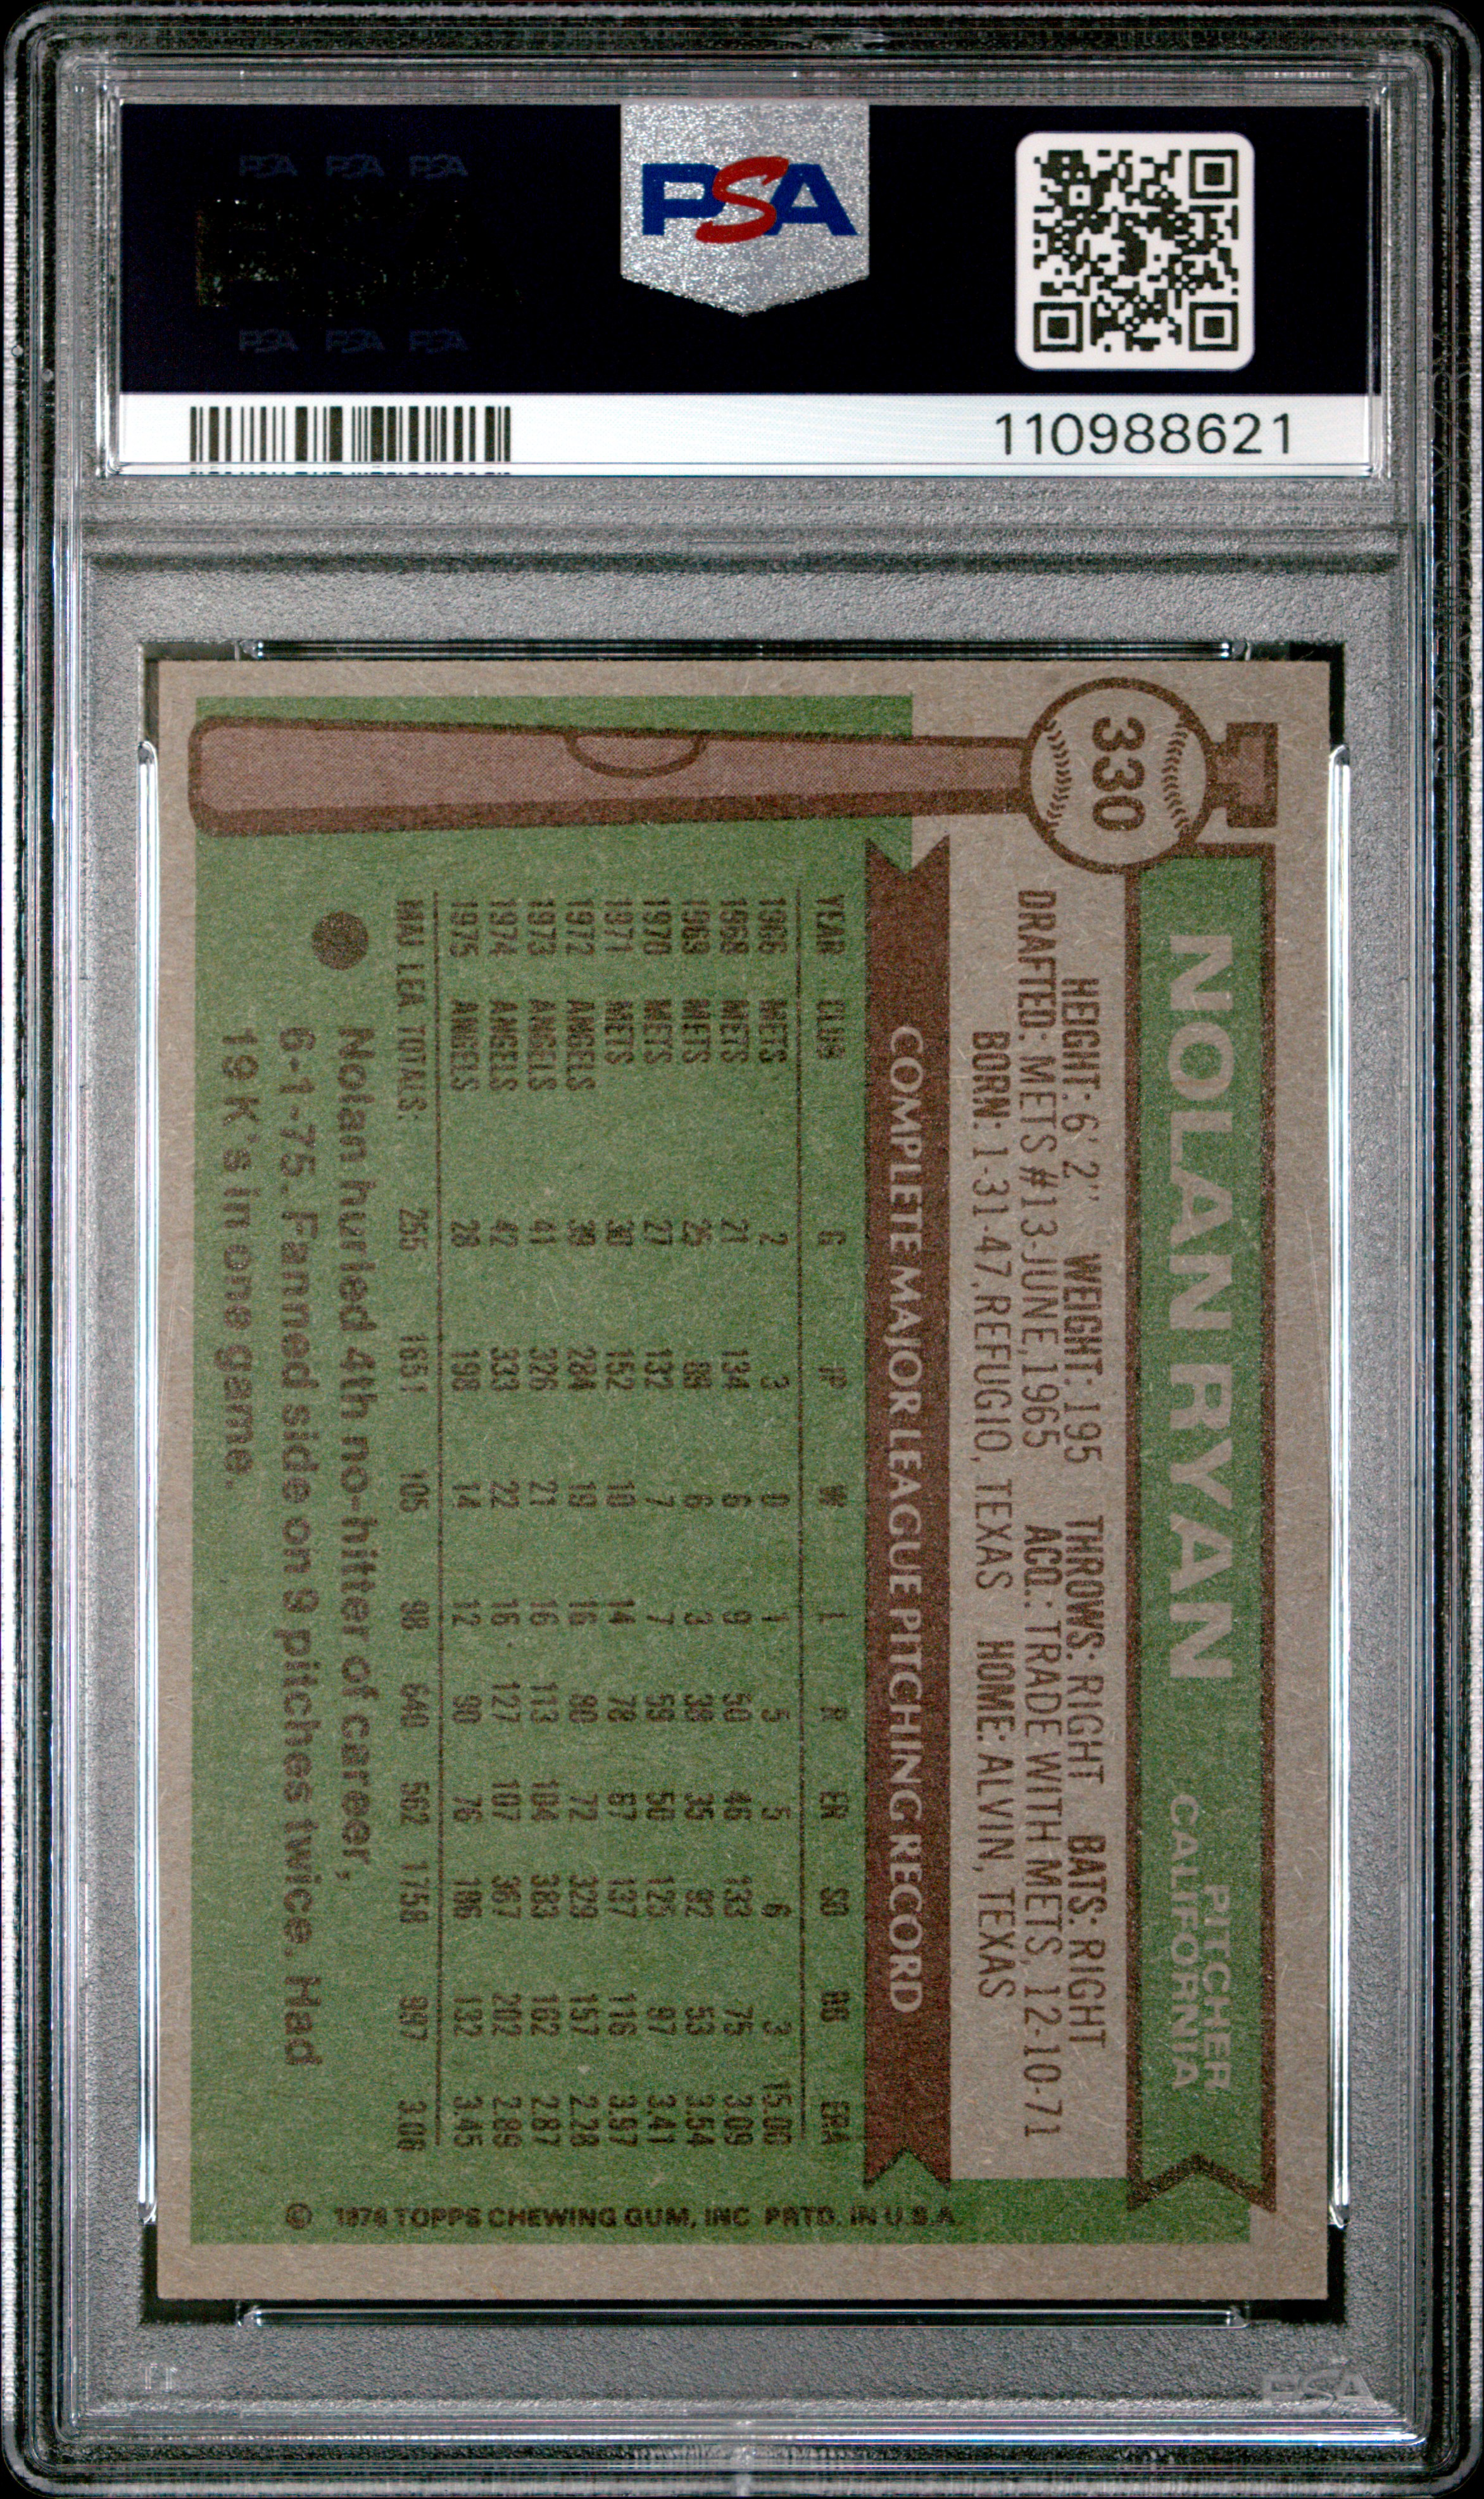 PSA PSA PSA
PSA
PSA PSA PSA
110988621
330
NOLAN RYAN
PITCHER
CALIFORNIA
HEIGHT: 6' 2" WEIGHT: 195 THROWS: RIGHT BATS: RIGHT
DRAFTED: METS #13-JUNE, 1965 ACQ.: TRADE WITH METS, 12-10-71
BORN: 1-31-47, REFUGIO, TEXAS HOME: ALVIN, TEXAS
COMPLETE MAJOR LEAGUE PITCHING RECORD
YEAR CLUB G IP W L R ER SO BB ERA
1966 METS 2 3 0 1 5 5 6 3 15.00
1968 METS 21 134 6 9 50 46 133 75 3.09
1969 METS 25 89 6 3 38 35 92 53 3.54
1970 METS 27 132 7 7 59 50 125 97 3.41
1971 METS 30 152 10 14 78 67 137 116 3.97
1972 ANGELS 39 284 19 16 80 72 329 157 2.28
1973 ANGELS 41 326 21 16 113 104 383 162 2.87
1974 ANGELS 42 333 22 16 127 107 367 202 2.89
1975 ANGELS 28 198 14 12 90 76 186 132 3.45
MAJ. LEA. TOTALS: 255 1651 105 98 640 562 1758 997 3.06
Nolan hurled 4th no-hitter of career,
6-1-75. Fanned side on 9 pitches twice. Had
19 K's in one game.
© 1976 TOPPS CHEWING GUM, INC. PRTD. IN U.S.A.
PSA